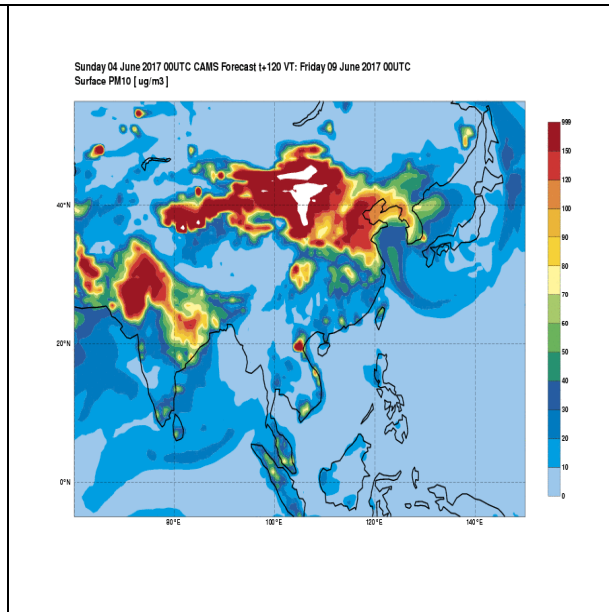 Sunday 04 June 2017 00UTC CAMS Forecast t+120 VT: Friday 09 June 2017 00UTC
Surface PM10 [ ug/m3 ]
999
150
120
100
90
80
70
60
50
40
30
20
10
0
40°N
20°N
0°N
80°E 100°E 120°E 140°E